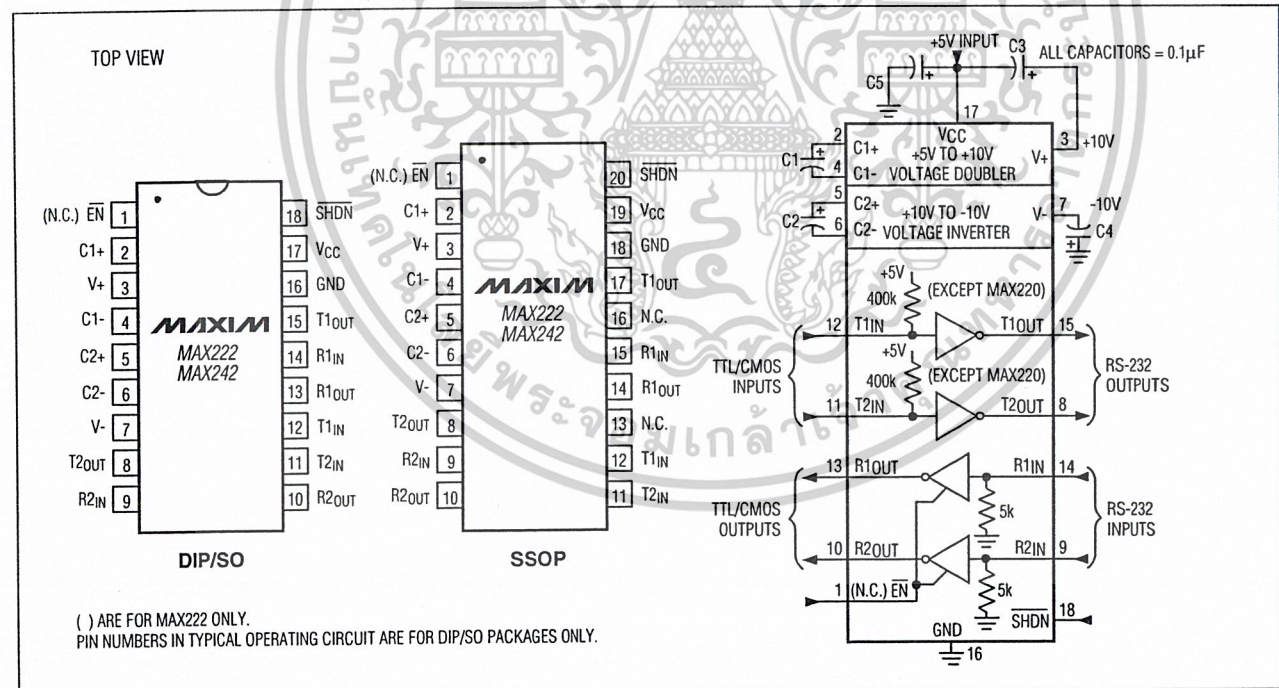 TOP VIEW
(N.C.) EN 1
C1+ 2
V+ 3
C1- 4
C2+ 5
C2- 6
V- 7
T2OUT 8
R2IN 9
18 SHDN
17 VCC
16 GND
15 T1OUT
14 R1IN
13 R1OUT
12 T1IN
11 T2IN
10 R2OUT
MAXIM
MAX222
MAX242
DIP/SO
(N.C.) EN 1
C1+ 2
V+ 3
C1- 4
C2+ 5
C2- 6
V- 7
T2OUT 8
R2IN 9
R2OUT 10
20 SHDN
19 VCC
18 GND
17 T1OUT
16 N.C.
15 R1IN
14 R1OUT
13 N.C.
12 T1IN
11 T2IN
MAXIM
MAX222
MAX242
SSOP
( ) ARE FOR MAX222 ONLY.
PIN NUMBERS IN TYPICAL OPERATING CIRCUIT ARE FOR DIP/SO PACKAGES ONLY.
+5V INPUT
C3
ALL CAPACITORS = 0.1µF
C5
17
VCC
2 C1+
C1
4 C1-
+5V TO +10V
VOLTAGE DOUBLER
V+ 3 +10V
5 C2+
C2
6 C2-
+10V TO -10V
VOLTAGE INVERTER
V- 7 -10V
C4
+5V
400k
(EXCEPT MAX220)
12 T1IN
T1OUT 15
+5V
400k
(EXCEPT MAX220)
11 T2IN
T2OUT 8
TTL/CMOS
INPUTS
RS-232
OUTPUTS
13 R1OUT
R1IN 14
5k
10 R2OUT
R2IN 9
5k
TTL/CMOS
OUTPUTS
RS-232
INPUTS
1 (N.C.) EN
SHDN 18
GND
16